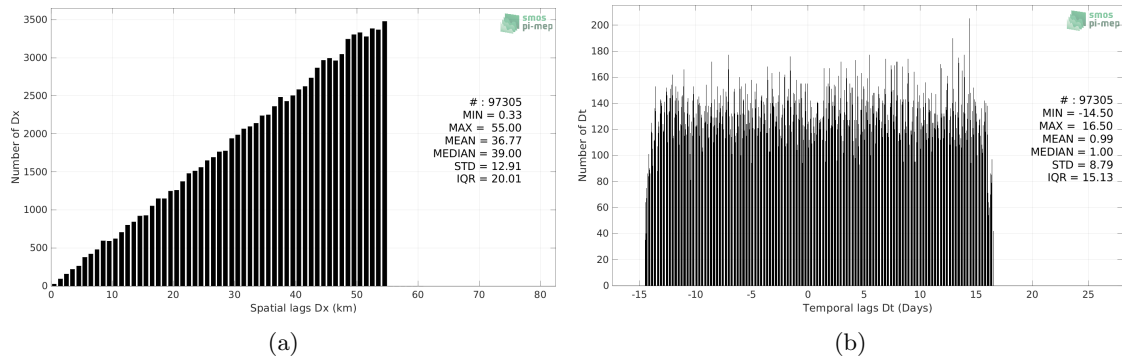 3500
3000
2500
2000
1500
1000
500
0
Number of Dx
0 10 20 30 40 50 60 70 80
Spatial lags Dx (km)
smos
pi-mep
# : 97305
MIN = 0.33
MAX = 55.00
MEAN = 36.77
MEDIAN = 39.00
STD = 12.91
IQR = 20.01
(a)
200
180
160
140
120
100
80
60
40
20
0
Number of Dt
-15 -10 -5 0 5 10 15 20 25
Temporal lags Dt (Days)
smos
pi-mep
# : 97305
MIN = -14.50
MAX = 16.50
MEAN = 0.99
MEDIAN = 1.00
STD = 8.79
IQR = 15.13
(b)